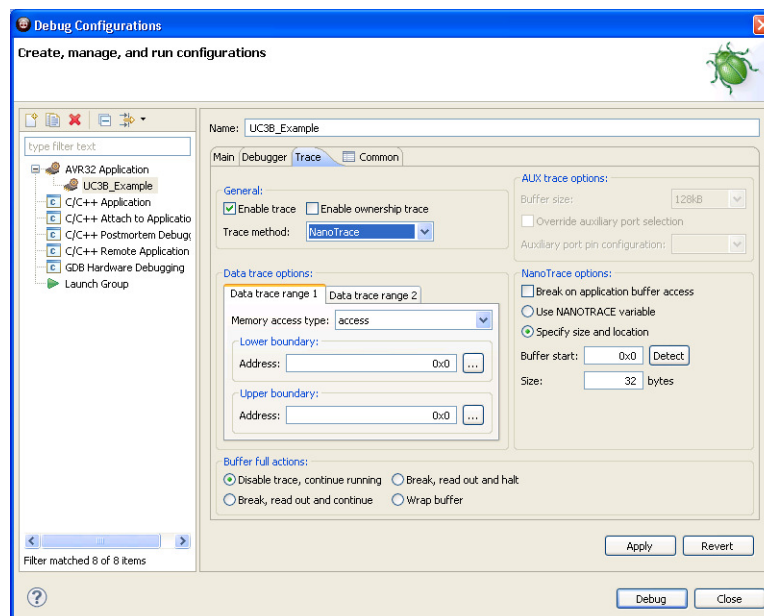 Debug Configurations
Create, manage, and run configurations
type filter text
AVR32 Application
UC3B_Example
C/C++ Application
C/C++ Attach to Applicatio
C/C++ Postmortem Debugg
C/C++ Remote Application
GDB Hardware Debugging
Launch Group
Filter matched 8 of 8 items
Name: UC3B_Example
Main Debugger Trace Common
General:
Enable trace Enable ownership trace
Trace method: NanoTrace
AUX trace options:
Buffer size: 128kB
Override auxiliary port selection
Auxiliary port pin configuration:
Data trace options:
Data trace range 1 Data trace range 2
Memory access type: access
Lower boundary:
Address: 0x0 ...
Upper boundary:
Address: 0x0 ...
NanoTrace options:
Break on application buffer access
Use NANOTRACE variable
Specify size and location
Buffer start: 0x0 Detect
Size: 32 bytes
Buffer full actions:
Disable trace, continue running Break, read out and halt
Break, read out and continue Wrap buffer
Apply Revert
? Debug Close